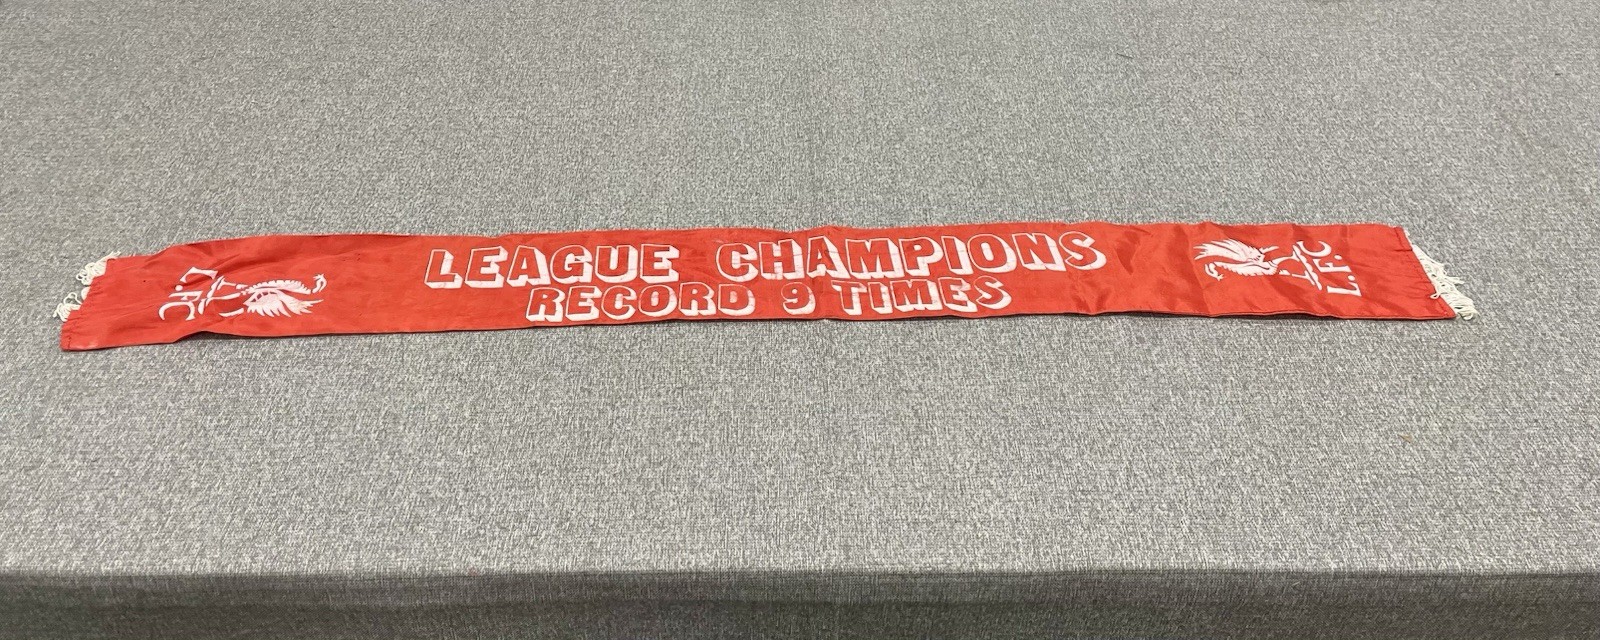 LEAGUE CHAMPIONS
RECORD 9 TIMES
L.F.C
L.F.C